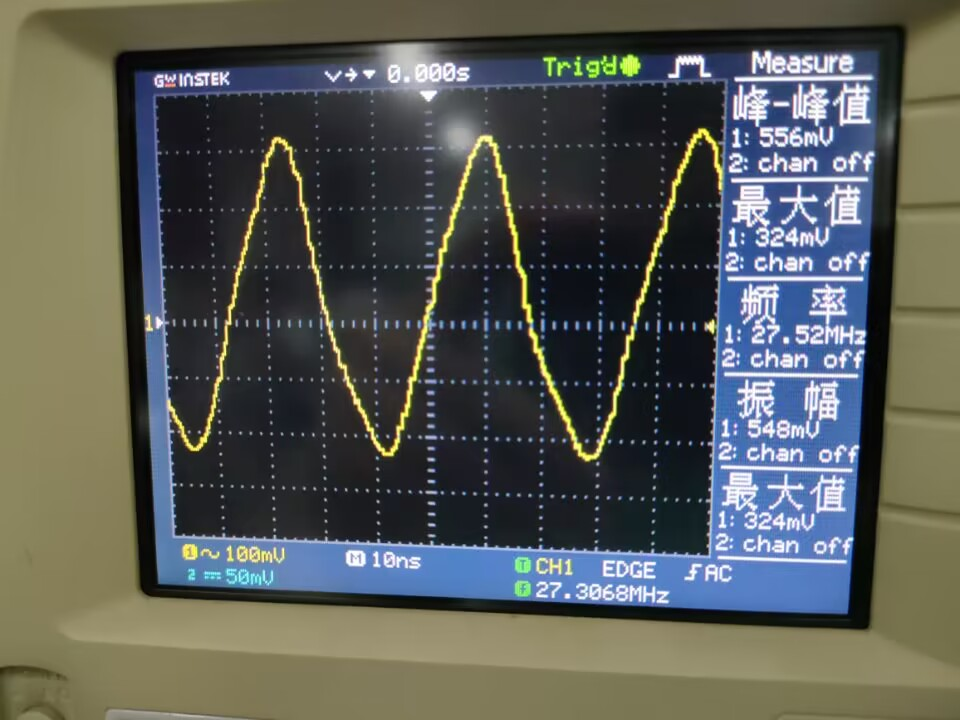 GW INSTEK 0.000s Trig'd Measure
峰-峰值
1: 556mV
2: chan off
最大值
1: 324mV
2: chan off
频率
1: 27.52MHz
2: chan off
振幅
1: 548mV
2: chan off
最大值
1: 324mV
2: chan off
1
1 100mV M 10ns T CH1 EDGE AC
2 50mV F 27.3068MHz